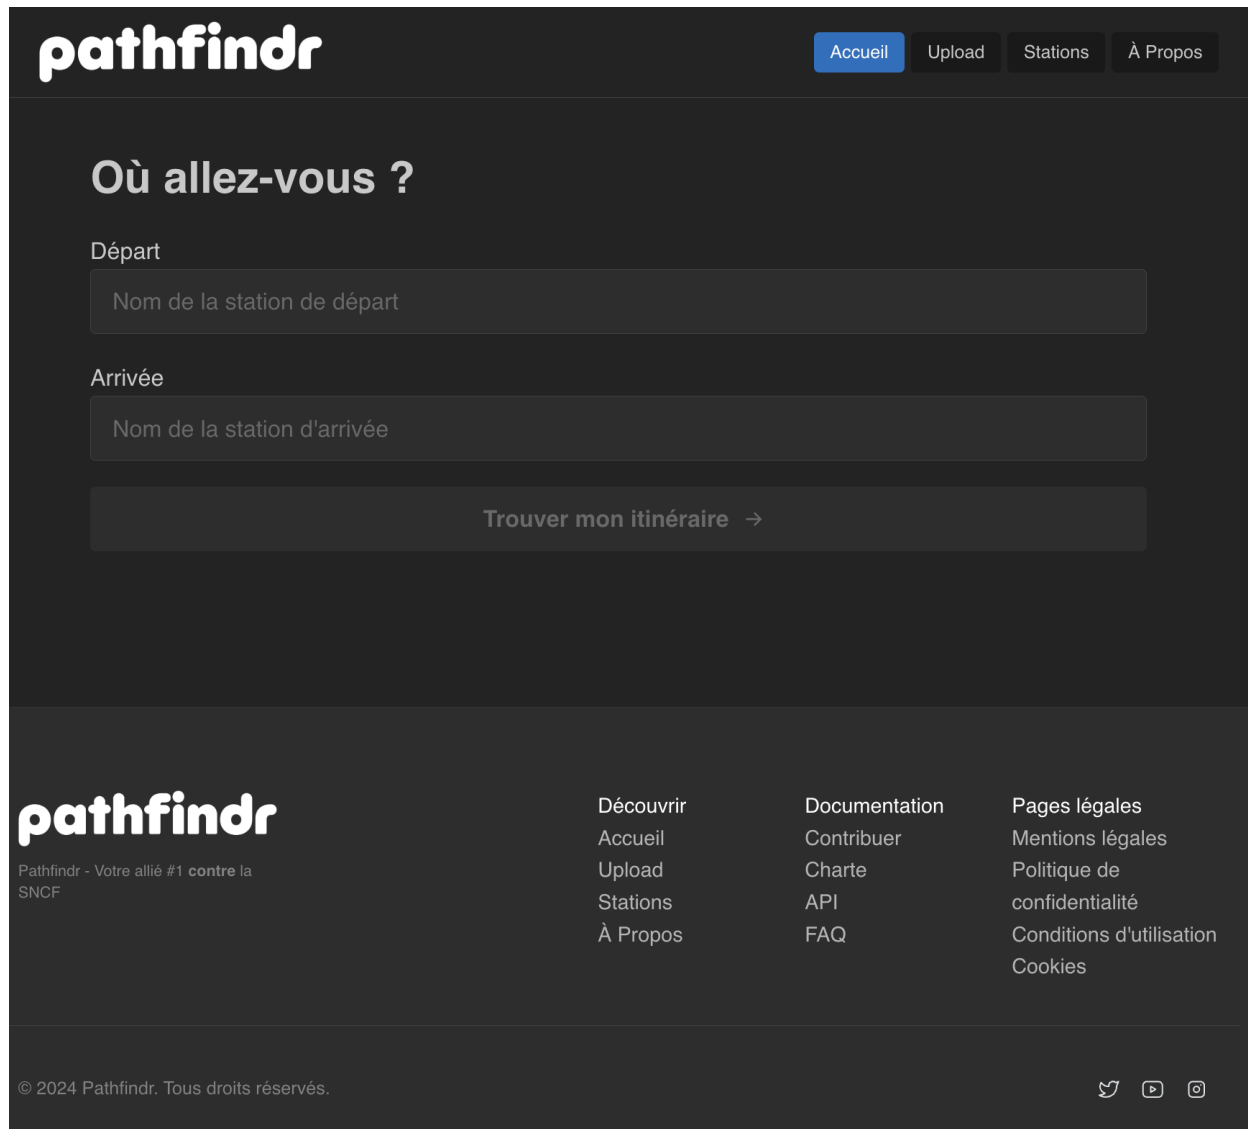 pathfindr
Accueil
Upload
Stations
À Propos
Où allez-vous ?
Départ
Nom de la station de départ
Arrivée
Nom de la station d'arrivée
Trouver mon itinéraire →
pathfindr
Pathfindr - Votre allié #1 contre la
SNCF
Découvrir
Accueil
Upload
Stations
À Propos
Documentation
Contribuer
Charte
API
FAQ
Pages légales
Mentions légales
Politique de
confidentialité
Conditions d'utilisation
Cookies
© 2024 Pathfindr. Tous droits réservés.